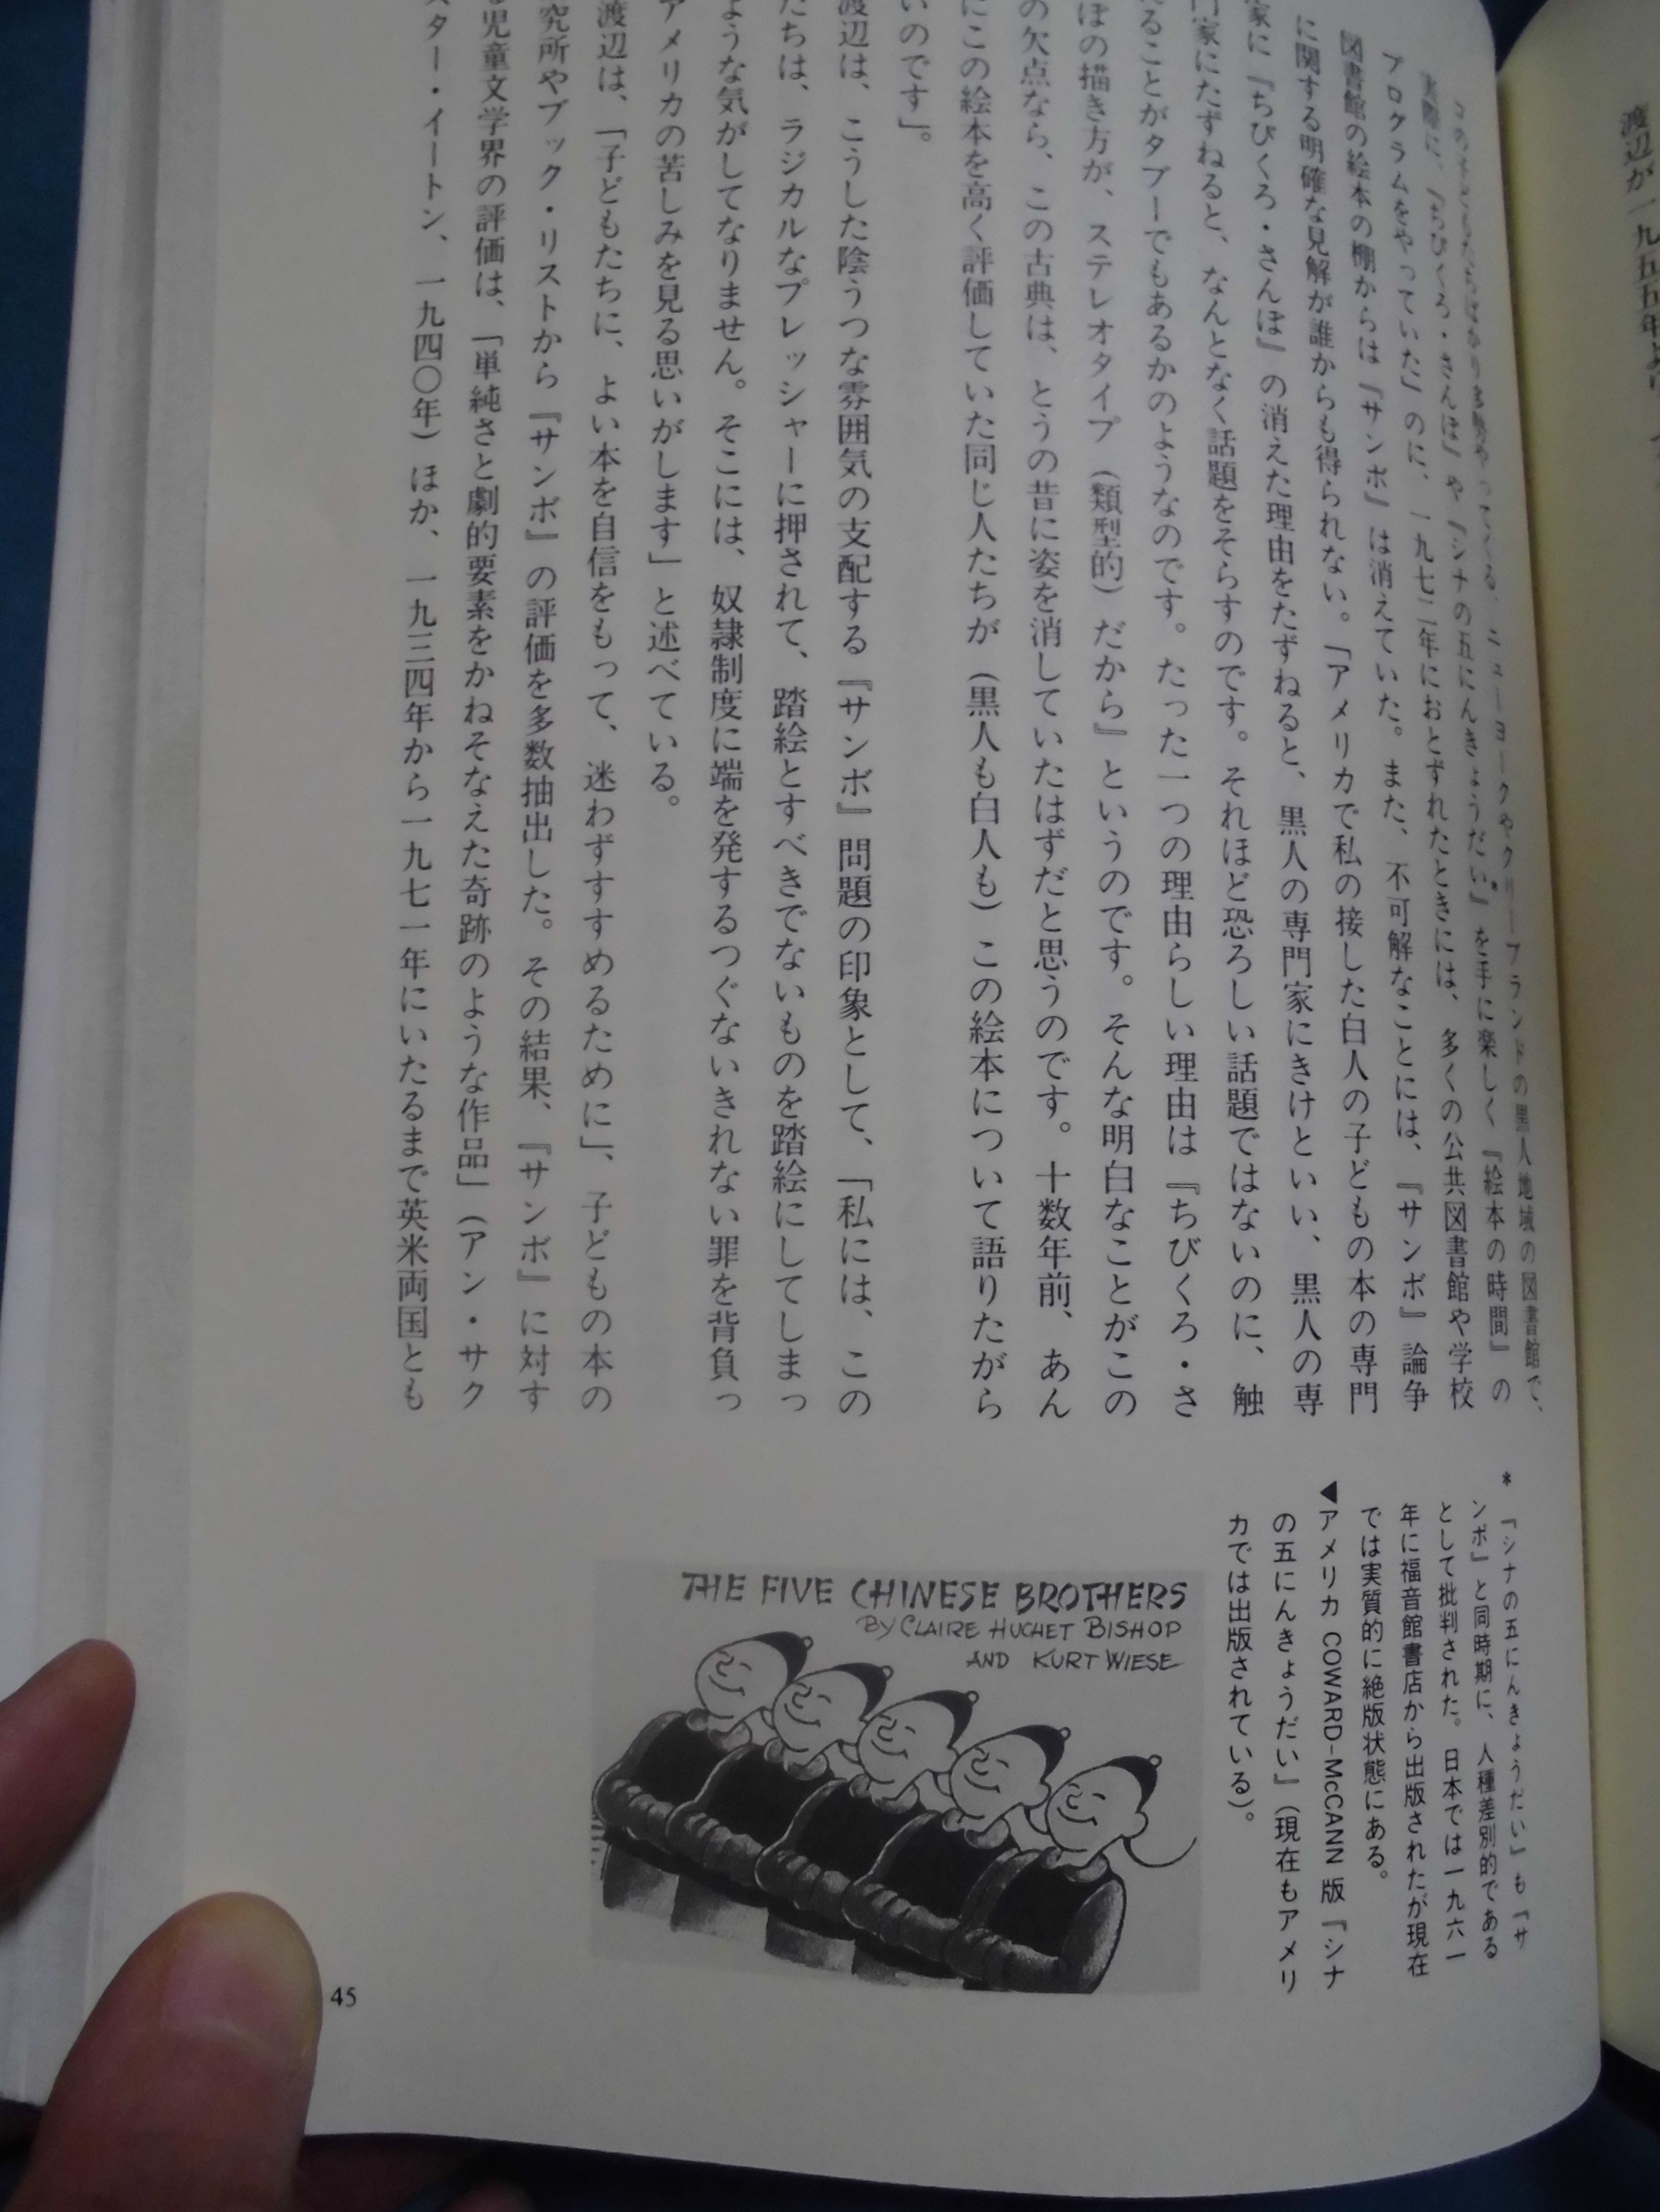 渡辺が一九五五年
黒人の子どもたちばかり多勢やってくる、ニューヨークやクリーブランドの黒人地域の図書館で、
実際に、『ちびくろ・さんぼ』や『シナの五にんきょうだい*』を手に楽しく『絵本の時間』の
プログラムをやっていた」のに、一九七二年におとずれたときには、多くの公共図書館や学校
図書館の絵本の棚からは『サンボ』は消えていた。また、不可解なことには、『サンボ』論争
に関する明確な見解が誰からも得られない。「アメリカで私の接した白人の子どもの本の専門
家に『ちびくろ・さんぼ』の消えた理由をたずねると、黒人の専門家にきけといい、黒人の専
門家にたずねると、なんとなく話題をそらすのです。それほど恐ろしい話題ではないのに、触
ることがタブーでもあるかのようなのです。たった一つの理由らしい理由は『ちびくろ・さ
ぼの描き方が、ステレオタイプ（類型的）だから』というのです。そんな明白なことがこの
の欠点なら、この古典は、とうの昔に姿を消していたはずだと思うのです。十数年前、あん
にこの絵本を高く評価していた同じ人たちが（黒人も白人も）この絵本について語りたがら
いのです」。
渡辺は、こうした陰うつな雰囲気の支配する『サンボ』問題の印象として、「私には、この
たちは、ラジカルなプレッシャーに押されて、踏絵とすべきでないものを踏絵にしてしまっ
ような気がしてなりません。そこには、奴隷制度に端を発するつぐないきれない罪を背負っ
アメリカの苦しみを見る思いがします」と述べている。
渡辺は、「子どもたちに、よい本を自信をもって、迷わずすすめるために」、子どもの本の
究所やブック・リストから『サンボ』の評価を多数抽出した。その結果、『サンボ』に対す
る児童文学界の評価は、「単純さと劇的要素をかねそなえた奇跡のような作品」（アン・サク
スター・イートン、一九四〇年）ほか、一九三四年から一九七一年にいたるまで英米両国とも
＊『シナの五にんきょうだい』も『サ
ンボ』と同時期に、人種差別的である
として批判された。日本では一九六一
年に福音館書店から出版されたが現在
では実質的に絶版状態にある。
◀アメリカ COWARD-McCANN 版『シナ
の五にんきょうだい』（現在もアメリ
カでは出版されている）。
THE FIVE CHINESE BROTHERS
BY CLAIRE HUCHET BISHOP
AND KURT WIESE
45